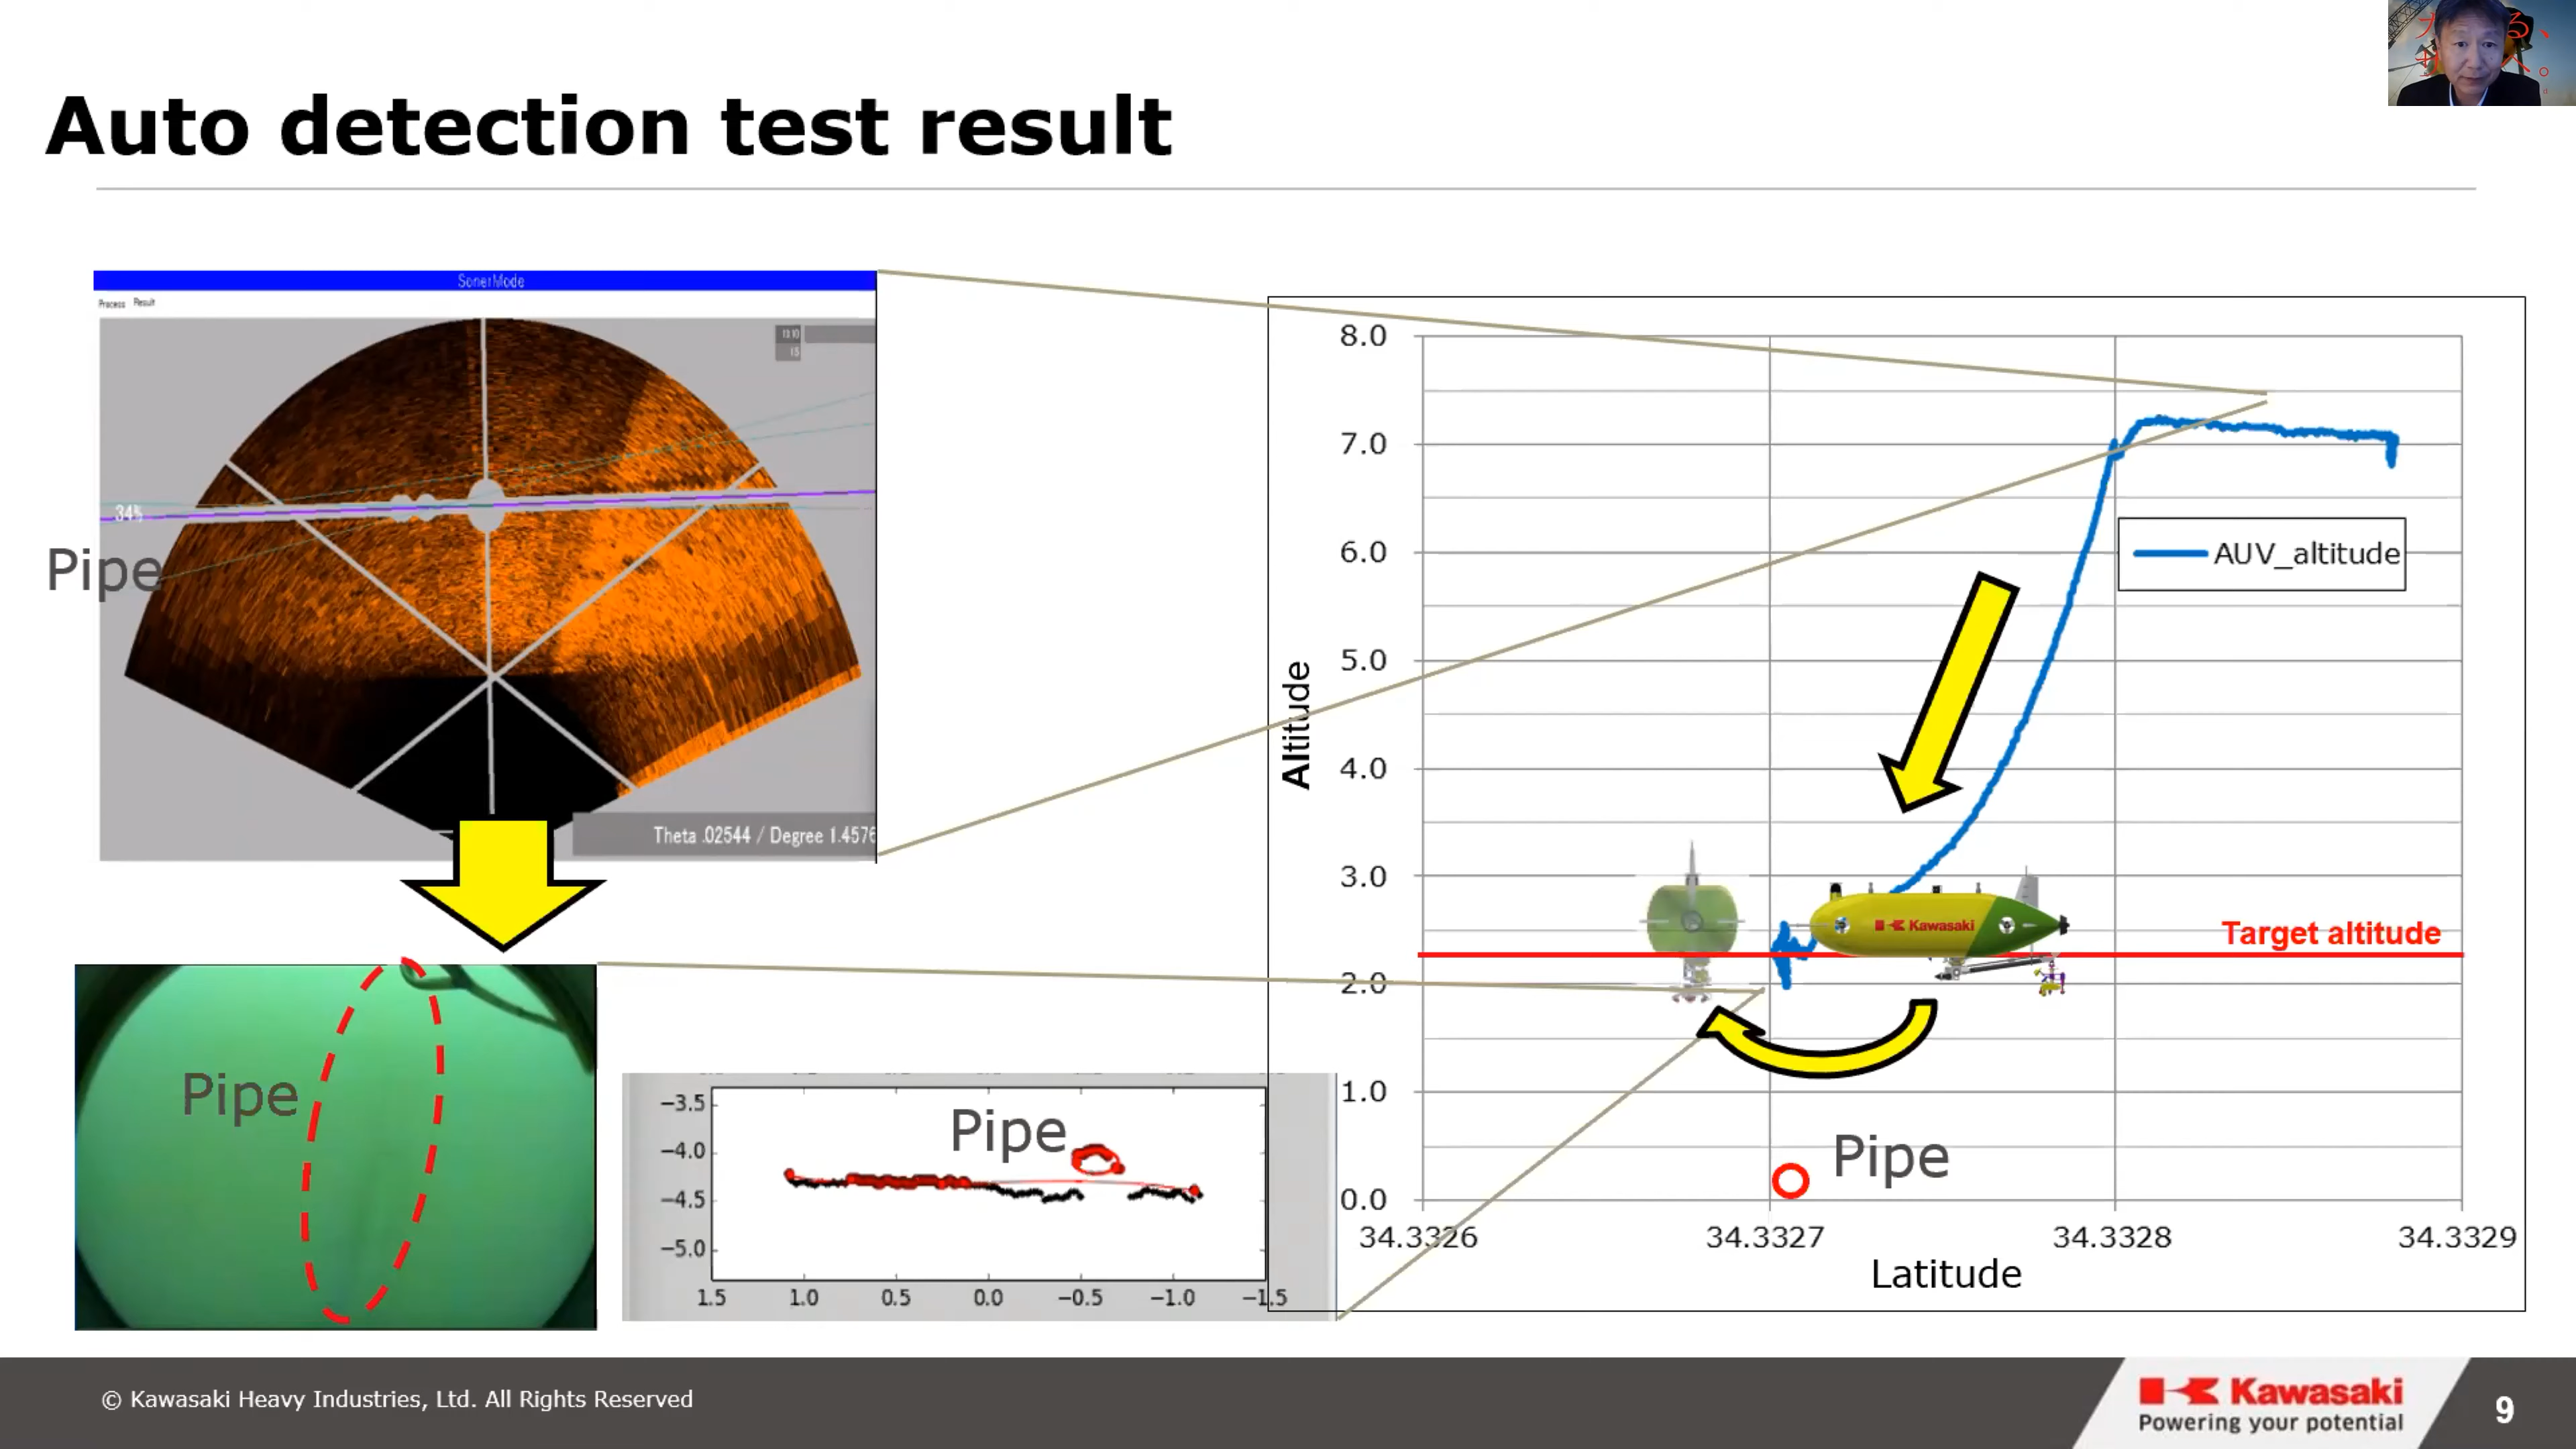 Auto detection test result
SonerMode
Process Result
34%
Pipe
Theta .02544 / Degree 1.4576
Pipe
Pipe
-3.5
-4.0
-4.5
-5.0
1.5 1.0 0.5 0.0 -0.5 -1.0 -1.5
8.0
7.0
6.0
5.0
4.0
3.0
2.0
1.0
0.0
Altitude
AUV_altitude
Kawasaki
Target altitude
Pipe
34.3326 34.3327 34.3328 34.3329
Latitude
© Kawasaki Heavy Industries, Ltd. All Rights Reserved
Kawasaki
Powering your potential
9